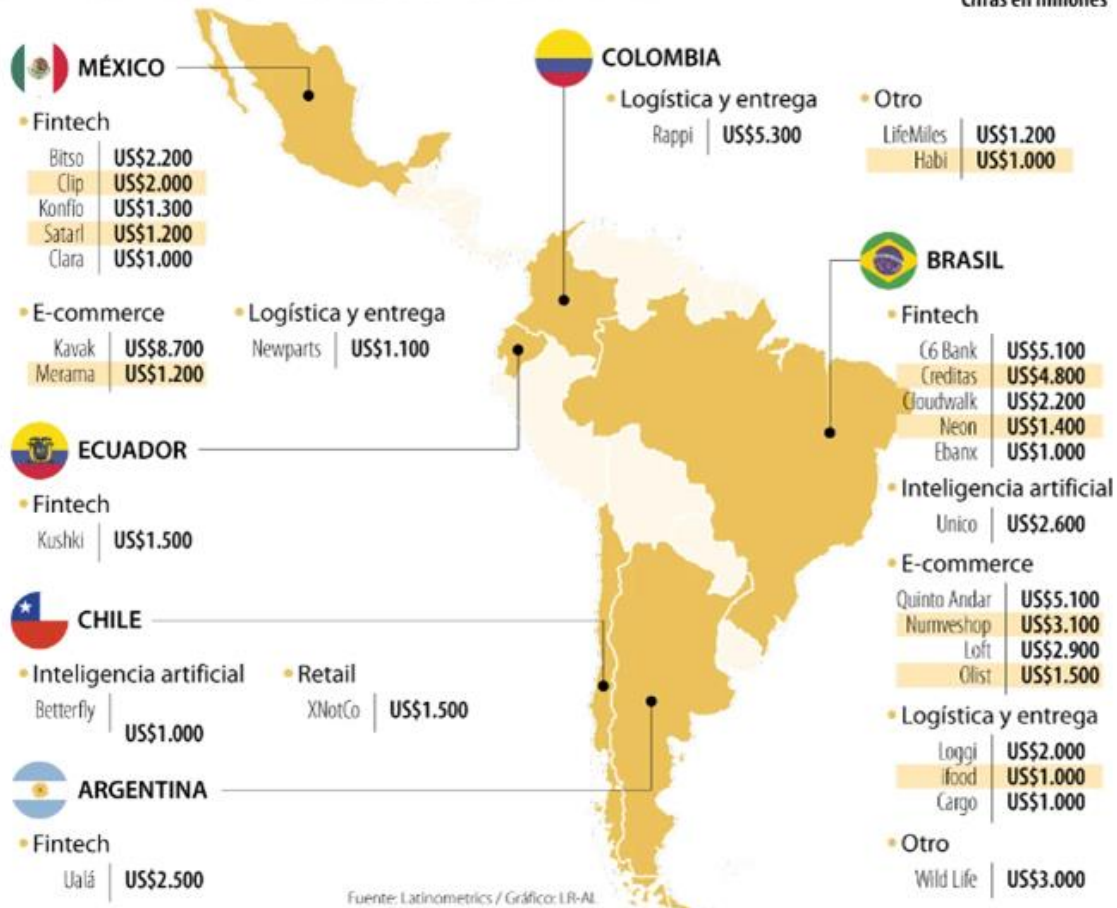 Cifras en millones
MÉXICO
• Fintech
Bitso US$2.200
Clip US$2.000
Konfío US$1.300
Satarl US$1.200
Clara US$1.000
• E-commerce
Kavak US$8.700
Merama US$1.200
• Logística y entrega
Newparts US$1.100
COLOMBIA
• Logística y entrega
Rappi US$5.300
• Otro
LifeMiles US$1.200
Habi US$1.000
BRASIL
• Fintech
C6 Bank US$5.100
Creditas US$4.800
Cloudwalk US$2.200
Neon US$1.400
Ebanx US$1.000
• Inteligencia artificial
Unico US$2.600
• E-commerce
Quinto Andar US$5.100
Numveshop US$3.100
Loft US$2.900
Olist US$1.500
• Logística y entrega
Loggi US$2.000
ifood US$1.000
Cargo US$1.000
• Otro
Wild Life US$3.000
ECUADOR
• Fintech
Kushki US$1.500
CHILE
• Inteligencia artificial
Betterfly
US$1.000
• Retail
XNotCo US$1.500
ARGENTINA
• Fintech
Ualá US$2.500
Fuente: Latinometrics / Gráfico: LR-AL